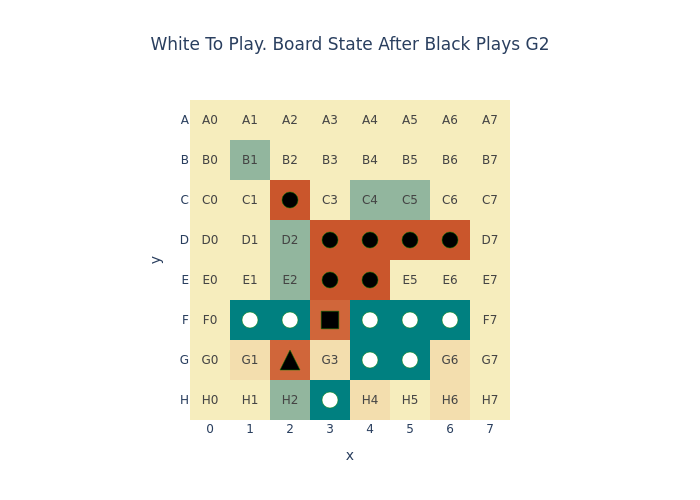 White To Play. Board State After Black Plays G2
A A0 A1 A2 A3 A4 A5 A6 A7
B B0 B1 B2 B3 B4 B5 B6 B7
C C0 C1 C3 C4 C5 C6 C7
D D0 D1 D2 D7
E E0 E1 E2 E5 E6 E7
F F0 F7
G G0 G1 G3 G6 G7
H H0 H1 H2 H4 H5 H6 H7
0 1 2 3 4 5 6 7
x
y